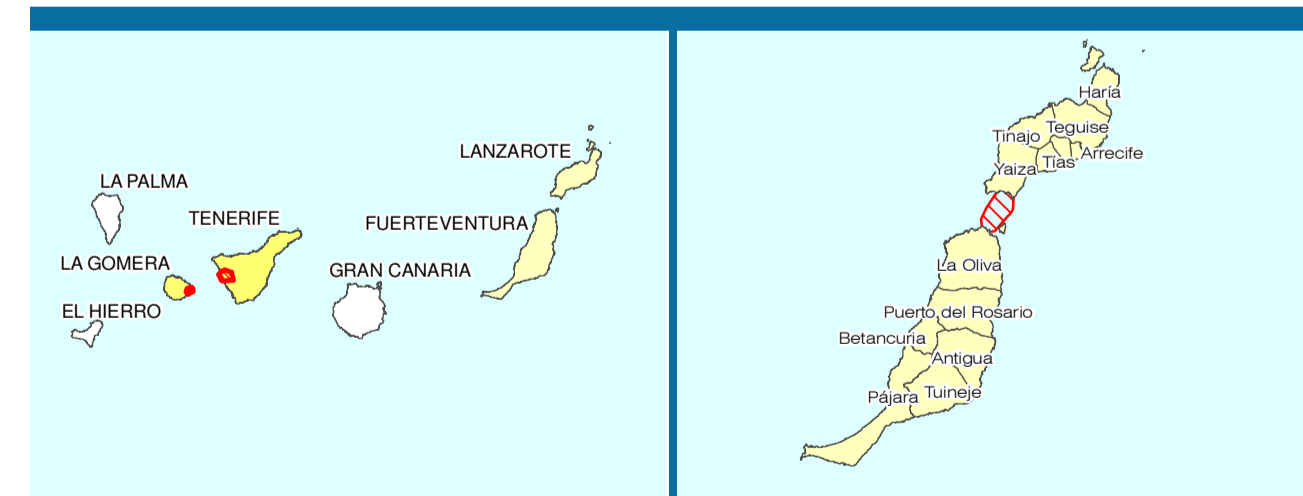 LANZAROTE
LA PALMA
TENERIFE
FUERTEVENTURA
LA GOMERA
GRAN CANARIA
EL HIERRO
Haría
Teguise
Tinajo
Arrecife
Tías
Yaiza
La Oliva
Puerto del Rosario
Betancuria
Antigua
Tuineje
Pájara